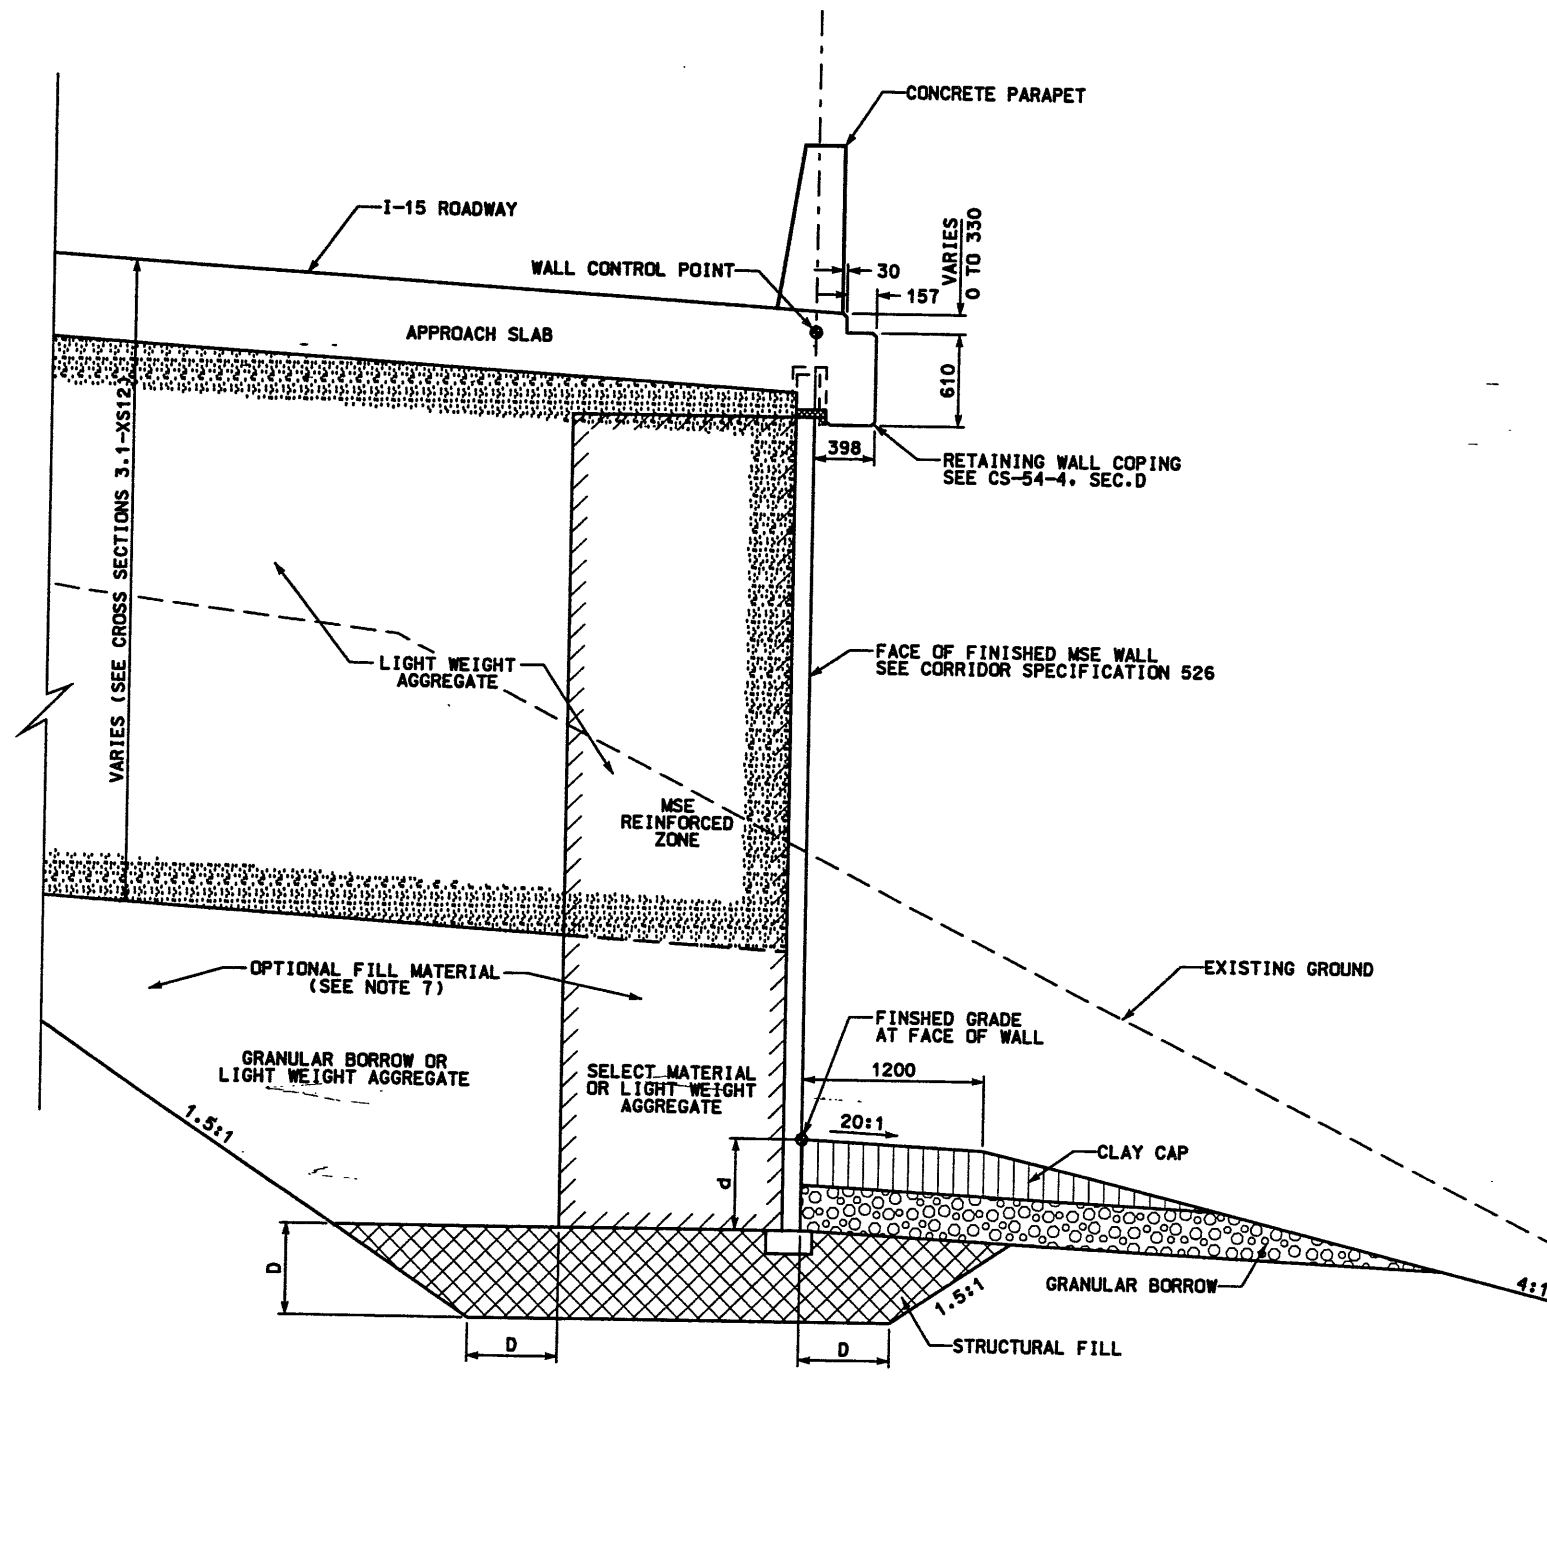 CONCRETE PARAPET
I-15 ROADWAY
VARIES
0 TO 330
WALL CONTROL POINT
30
157
APPROACH SLAB
610
398
RETAINING WALL COPING
SEE CS-54-4. SEC.D
VARIES (SEE CROSS SECTIONS 3.1-XS12)
FACE OF FINISHED MSE WALL
SEE CORRIDOR SPECIFICATION 526
LIGHT WEIGHT
AGGREGATE
MSE
REINFORCED
ZONE
OPTIONAL FILL MATERIAL
(SEE NOTE 7)
EXISTING GROUND
FINSHED GRADE
AT FACE OF WALL
GRANULAR BORROW OR
LIGHT WEIGHT AGGREGATE
SELECT MATERIAL
OR LIGHT WEIGHT
AGGREGATE
1200
20:1
1.5:1
CLAY CAP
d
D
GRANULAR BORROW
1.5:1
4:1
D
D
STRUCTURAL FILL